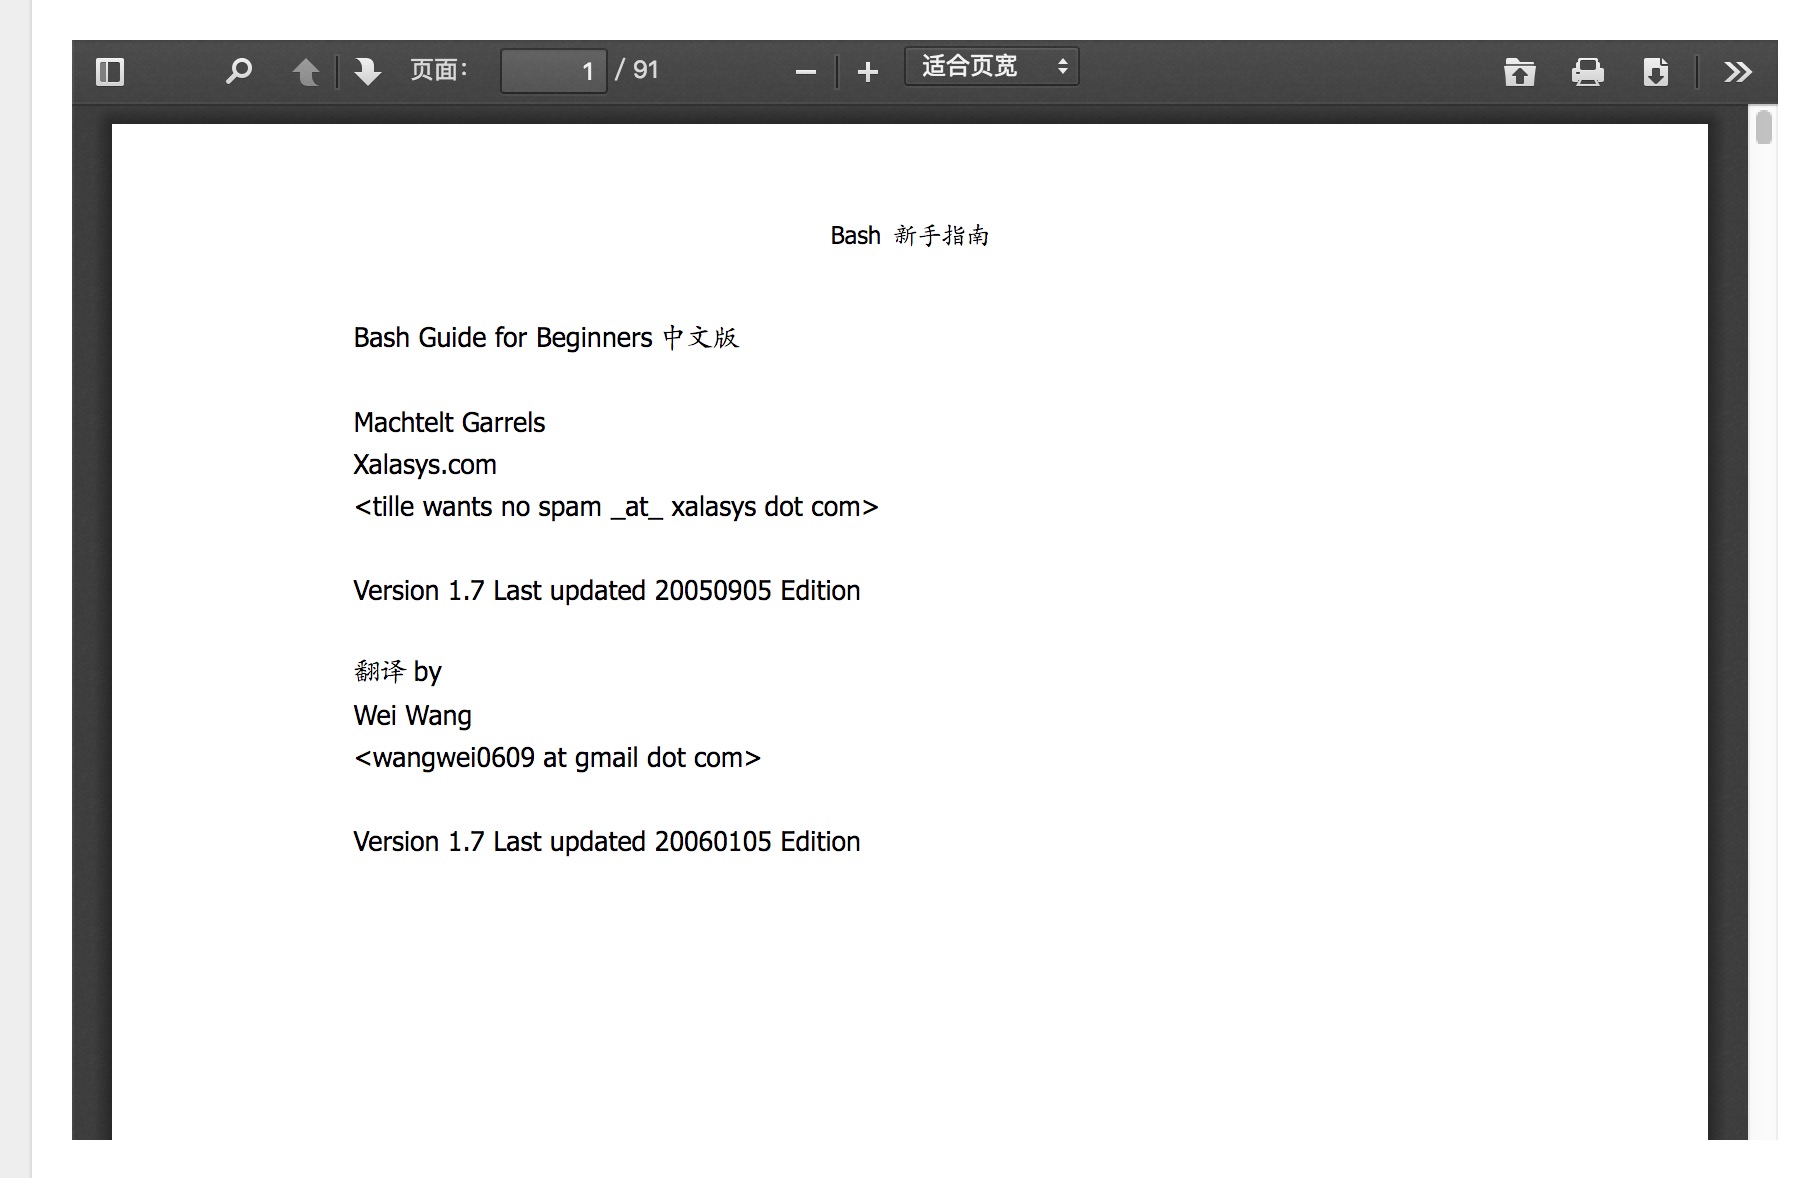 页面： 1 / 91 适合页宽
Bash 新手指南
Bash Guide for Beginners 中文版
Machtelt Garrels
Xalasys.com
<tille wants no spam _at_ xalasys dot com>
Version 1.7 Last updated 20050905 Edition
翻译 by
Wei Wang
<wangwei0609 at gmail dot com>
Version 1.7 Last updated 20060105 Edition